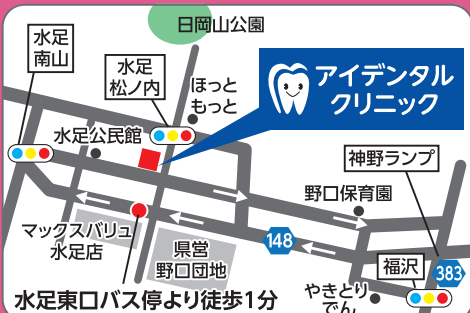 日岡山公園
水足
南山
水足
松ノ内
ほっと
もっと
アイデンタル
クリニック
水足公民館
神野ランプ
野口保育園
マックスバリュ
水足店
県営
野口団地
148
福沢
383
やきとり
でん
水足東口バス停より徒歩1分